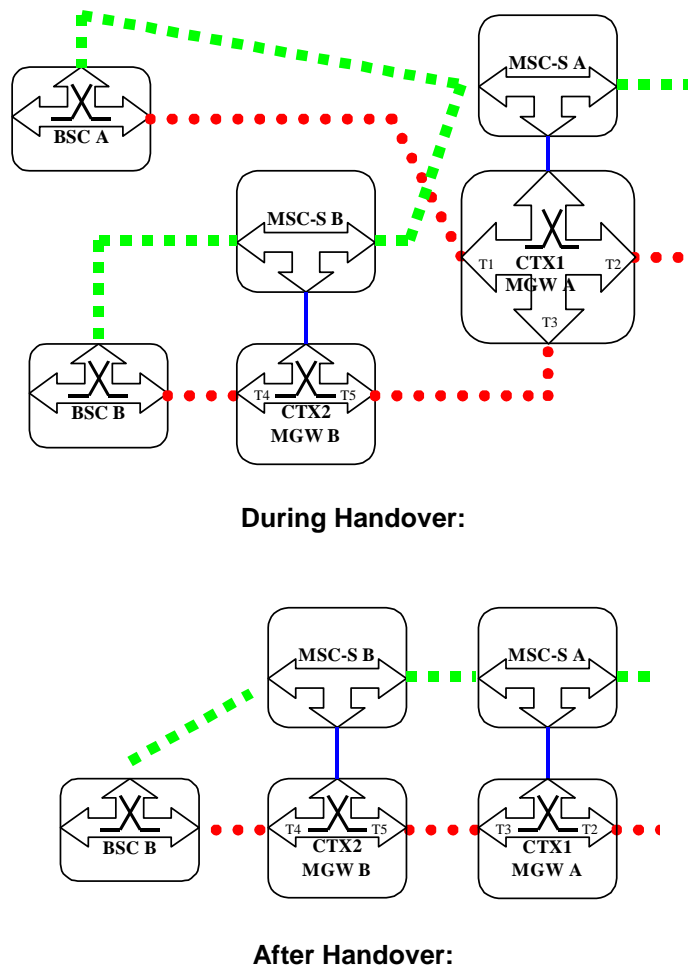 MSC-S A
BSC A
MSC-S B
T1 CTX1 T2
MGW A
T3
BSC B
T4 CTX2 T5
MGW B
During Handover:
MSC-S B
MSC-S A
BSC B
T4 T5
CTX2
MGW B
T3 T2
CTX1
MGW A
After Handover: